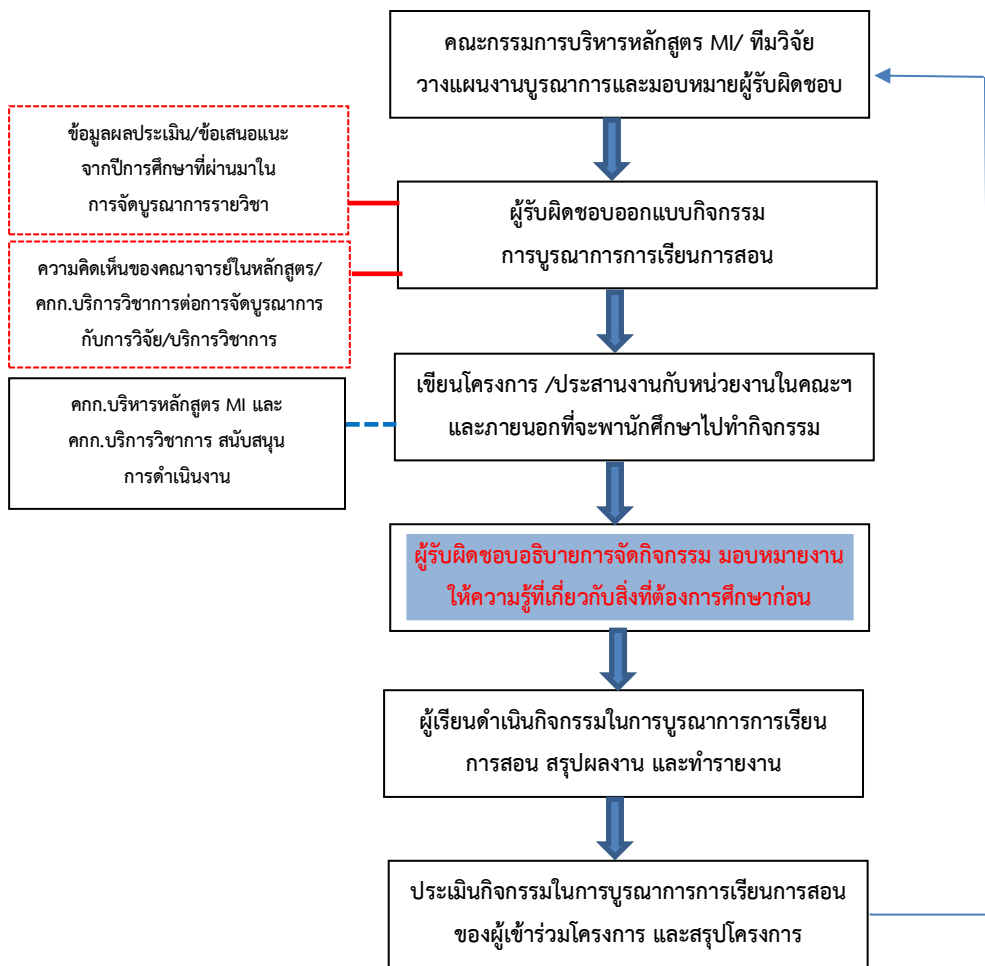 คณะกรรมการบริหารหลักสูตร MI/ ทีมวิจัย
วางแผนงานบูรณาการและมอบหมายผู้รับผิดชอบ
ข้อมูลผลประเมิน/ข้อเสนอแนะ
จากปีการศึกษาที่ผ่านมาใน
การจัดบูรณาการรายวิชา
ผู้รับผิดชอบออกแบบกิจกรรม
การบูรณาการการเรียนการสอน
ความคิดเห็นของคณาจารย์ในหลักสูตร/
คกก.บริการวิชาการต่อการจัดบูรณาการ
กับการวิจัย/บริการวิชาการ
เขียนโครงการ /ประสานงานกับหน่วยงานในคณะฯ
และภายนอกที่จะพานักศึกษาไปทำกิจกรรม
คกก.บริหารหลักสูตร MI และ
คกก.บริการวิชาการ สนับสนุน
การดำเนินงาน
ผู้รับผิดชอบอธิบายการจัดกิจกรรม มอบหมายงาน
ให้ความรู้ที่เกี่ยวกับสิ่งที่ต้องการศึกษาก่อน
ผู้เรียนดำเนินกิจกรรมในการบูรณาการการเรียน
การสอน สรุปผลงาน และทำรายงาน
ประเมินกิจกรรมในการบูรณาการการเรียนการสอน
ของผู้เข้าร่วมโครงการ และสรุปโครงการ